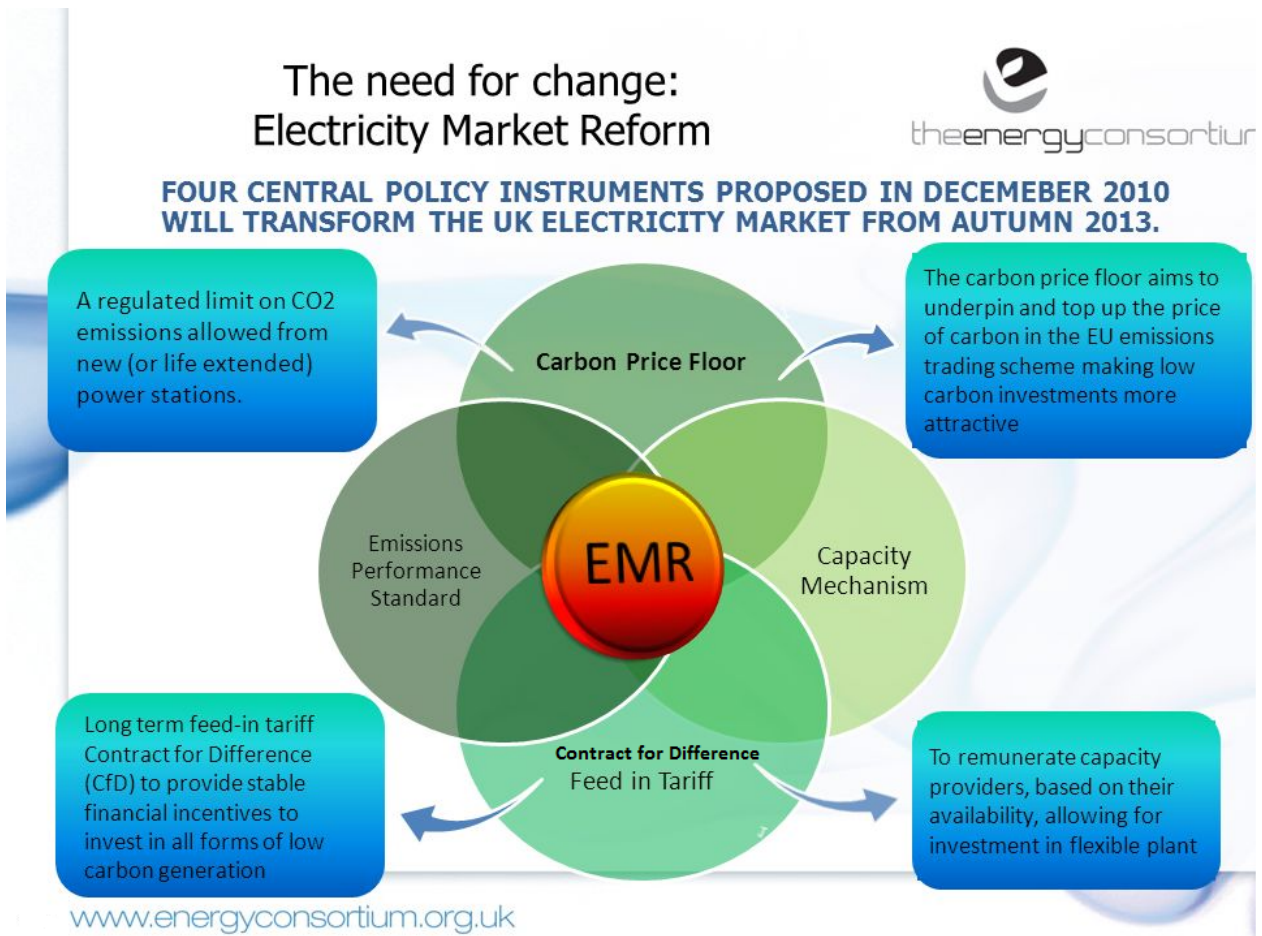 The need for change:
Electricity Market Reform
theenergyconsortiur
FOUR CENTRAL POLICY INSTRUMENTS PROPOSED IN DECEMEBER 2010
WILL TRANSFORM THE UK ELECTRICITY MARKET FROM AUTUMN 2013.
A regulated limit on CO2
emissions allowed from
new (or life extended)
power stations.
Carbon Price Floor
The carbon price floor aims to
underpin and top up the price
of carbon in the EU emissions
trading scheme making low
carbon investments more
attractive
Emissions
Performance
Standard
EMR
Capacity
Mechanism
Long term feed-in tariff
Contract for Difference
(CfD) to provide stable
financial incentives to
invest in all forms of low
carbon generation
Contract for Difference
Feed in Tariff
To remunerate capacity
providers, based on their
availability, allowing for
investment in flexible plant
www.energyconsortium.org.uk